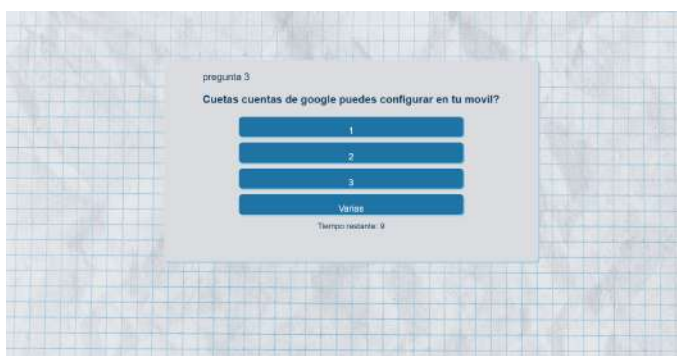 pregunta 3
Cuetas cuentas de google puedes configurar en tu movil?
1
2
3
Varias
Tiempo restante: 9